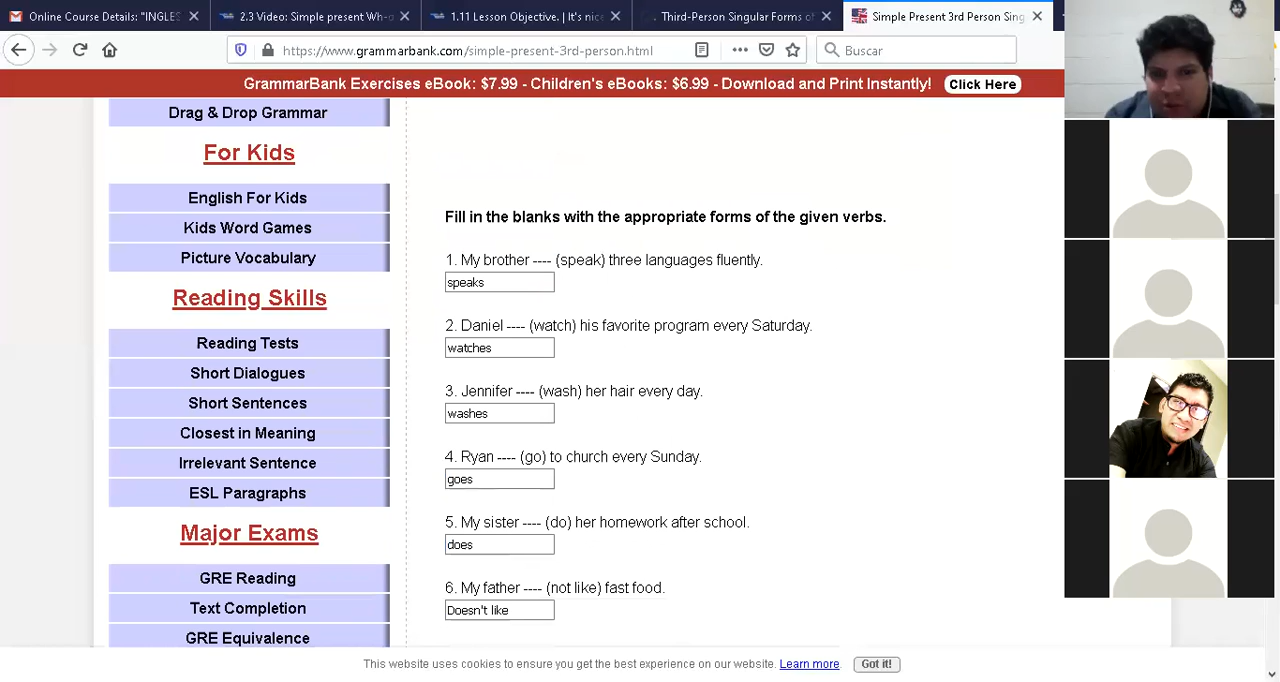 Online Course Details: "INGLES
2.3 Video: Simple present Wh-q
1.11 Lesson Objective. | It's nice
Third-Person Singular Forms of
Simple Present 3rd Person Sing
https://www.grammarbank.com/simple-present-3rd-person.html
Buscar
GrammarBank Exercises eBook: $7.99 - Children's eBooks: $6.99 - Download and Print Instantly! Click Here
Drag & Drop Grammar
For Kids
English For Kids
Kids Word Games
Picture Vocabulary
Reading Skills
Reading Tests
Short Dialogues
Short Sentences
Closest in Meaning
Irrelevant Sentence
ESL Paragraphs
Major Exams
GRE Reading
Text Completion
GRE Equivalence
Fill in the blanks with the appropriate forms of the given verbs.
1. My brother ---- (speak) three languages fluently.
speaks
2. Daniel ---- (watch) his favorite program every Saturday.
watches
3. Jennifer ---- (wash) her hair every day.
washes
4. Ryan ---- (go) to church every Sunday.
goes
5. My sister ---- (do) her homework after school.
does
6. My father ---- (not like) fast food.
Doesn't like
This website uses cookies to ensure you get the best experience on our website. Learn more. Got it!